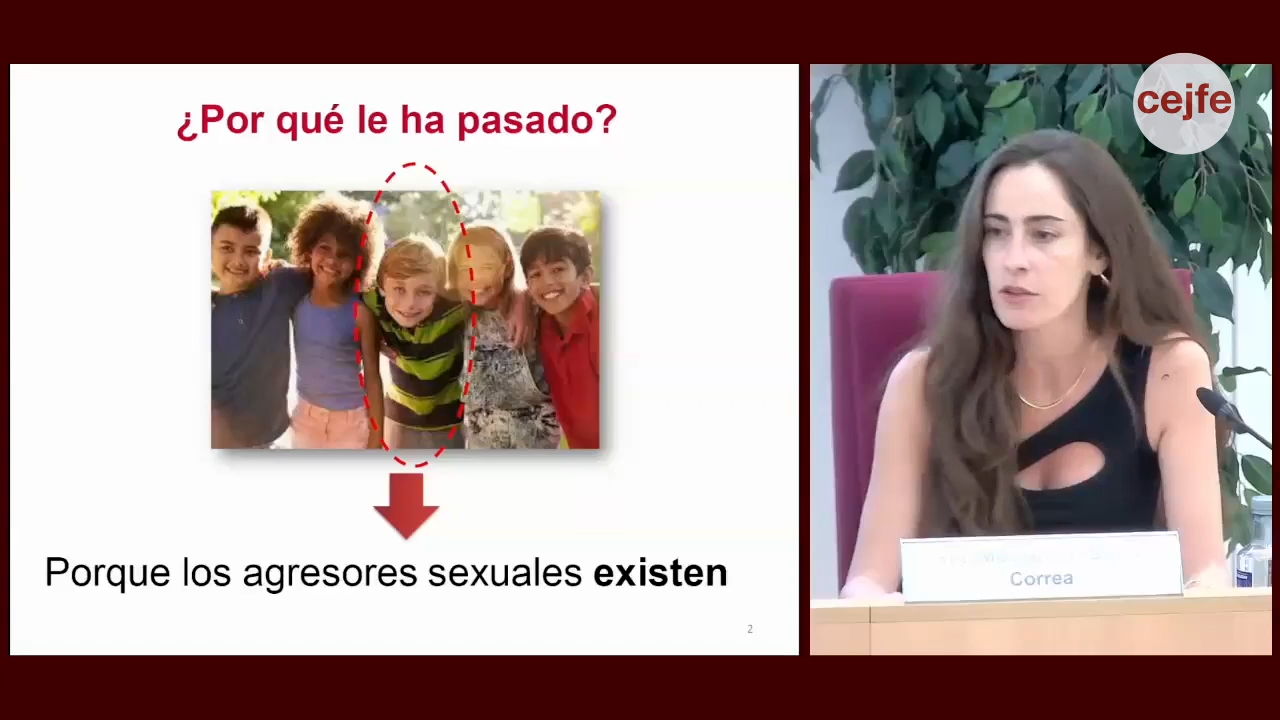 ¿Por qué le ha pasado?
Porque los agresores sexuales existen
2
cejfe
Correa